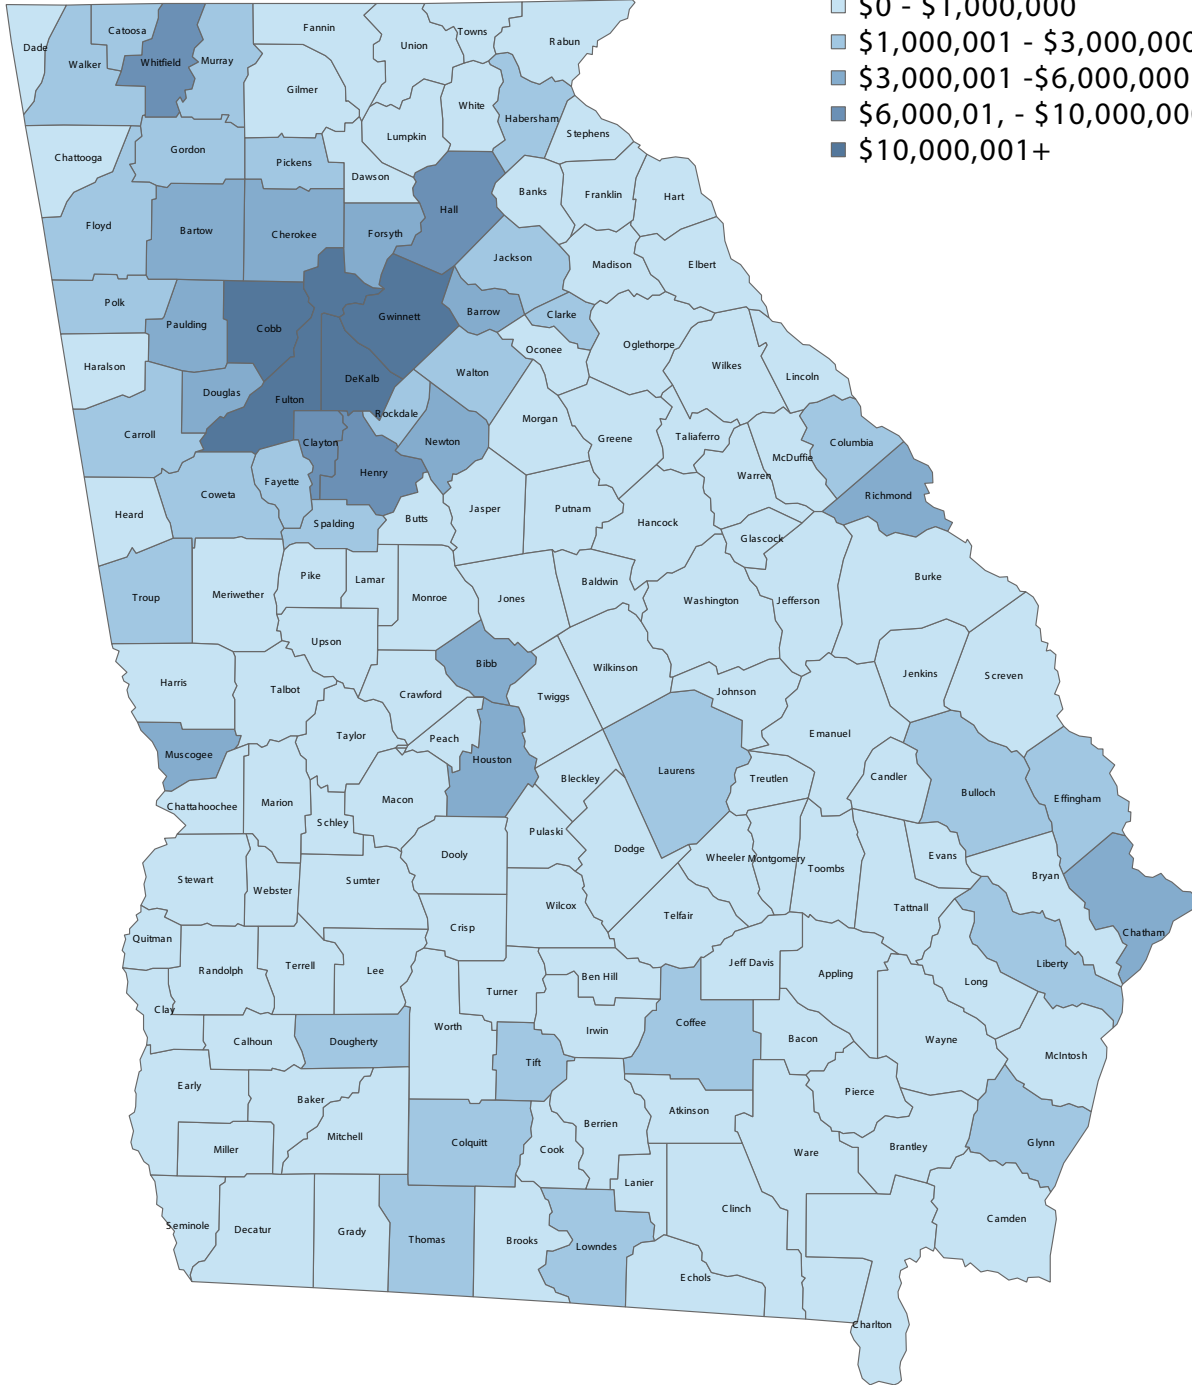 $0 - $1,000,000
$1,000,001 - $3,000,000
$3,000,001 -$6,000,000
$6,000,01, - $10,000,00
$10,000,001+
Dade
Catoosa
Walker
Whitfield
Murray
Fannin
Union
Towns
Rabun
Gilmer
White
Habersham
Lumpkin
Stephens
Chattooga
Gordon
Pickens
Dawson
Hall
Banks
Franklin
Hart
Floyd
Bartow
Cherokee
Forsyth
Jackson
Madison
Elbert
Polk
Paulding
Cobb
Gwinnett
Barrow
Clarke
Oconee
Oglethorpe
Wilkes
Lincoln
Haralson
Douglas
Fulton
DeKalb
Rockdale
Walton
Morgan
Greene
Taliaferro
McDuffie
Columbia
Carroll
Clayton
Henry
Newton
Warren
Richmond
Coweta
Fayette
Heard
Spalding
Butts
Jasper
Putnam
Hancock
Glascock
Troup
Meriwether
Pike
Lamar
Monroe
Jones
Baldwin
Washington
Jefferson
Burke
Upson
Bibb
Wilkinson
Jenkins
Screven
Harris
Talbot
Crawford
Twiggs
Johnson
Taylor
Peach
Emanuel
Muscogee
Houston
Laurens
Bleckley
Treutlen
Candler
Bulloch
Effingham
Chattahoochee
Marion
Macon
Schley
Pulaski
Dodge
Wheeler
Montgomery
Toombs
Evans
Bryan
Dooly
Stewart
Webster
Sumter
Wilcox
Telfair
Tattnall
Chatham
Quitman
Crisp
Randolph
Terrell
Lee
Turner
Ben Hill
Jeff Davis
Appling
Long
Liberty
Clay
Calhoun
Dougherty
Worth
Irwin
Coffee
Bacon
Wayne
McIntosh
Tift
Early
Baker
Berrien
Atkinson
Pierce
Miller
Mitchell
Colquitt
Cook
Ware
Brantley
Glynn
Lanier
Seminole
Decatur
Grady
Thomas
Brooks
Lowndes
Clinch
Camden
Echols
Charlton